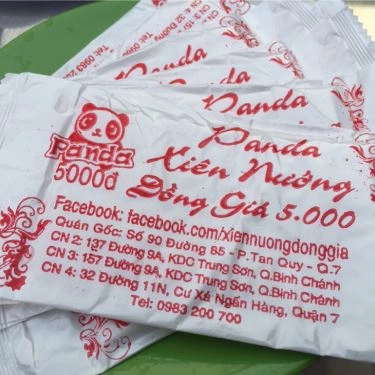 Panda
5000đ
Panda
Xiên Nướng
Đồng Giá 5.000
Facebook: facebook.com/xiennuongdonggia
Quán Gốc: Số 90 Đường 85 - P.Tan Quy - Q.7
CN 2: 137 Đường 9A, KDC Trung Sơn, Q.Bình Chánh
CN 3: 157 Đường 9A, KDC Trung Sơn, Q.Bình Chánh
CN 4: 32 Đường 11N, Cư Xá Ngân Hàng, Quận 7
Tel: 0983 200 700